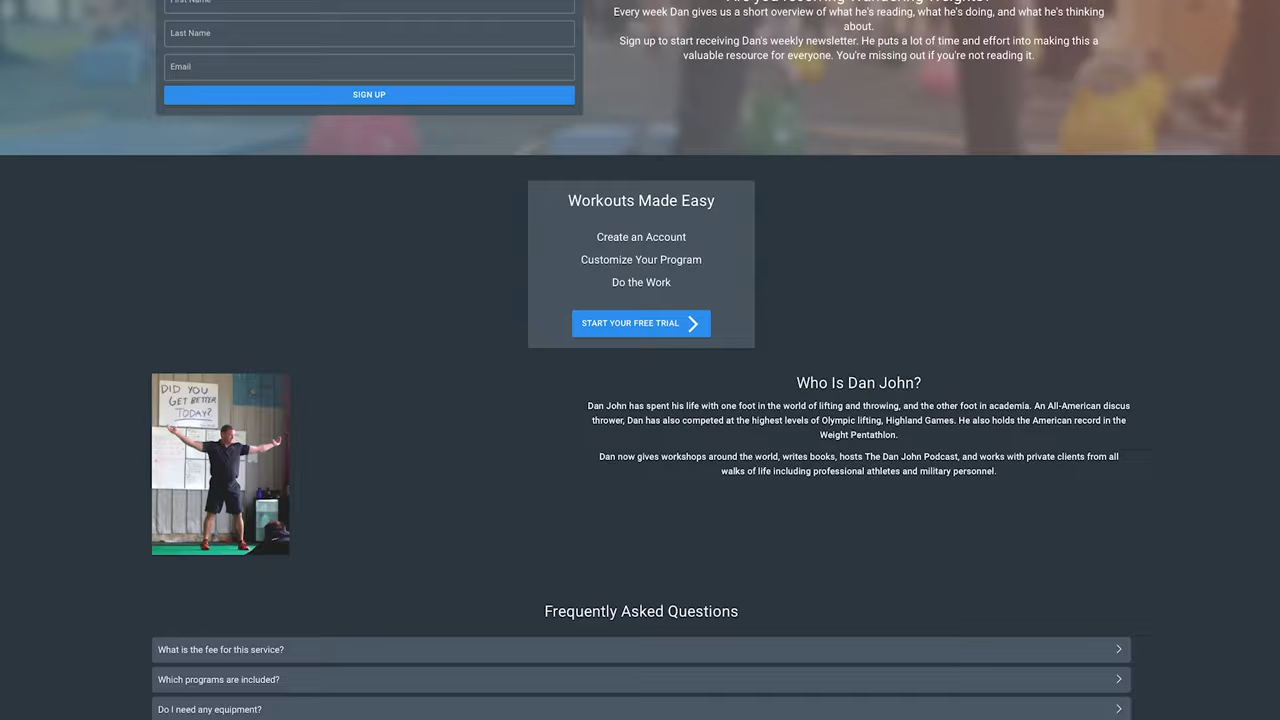 First Name
Last Name
Email
SIGN UP
Are you receiving Wandering Weights?
Every week Dan gives us a short overview of what he's reading, what he's doing, and what he's thinking
about.
Sign up to start receiving Dan's weekly newsletter. He puts a lot of time and effort into making this a
valuable resource for everyone. You're missing out if you're not reading it.
Workouts Made Easy
Create an Account
Customize Your Program
Do the Work
START YOUR FREE TRIAL
DID YOU
GET BETTER
TODAY?
Who Is Dan John?
Dan John has spent his life with one foot in the world of lifting and throwing, and the other foot in academia. An All-American discus
thrower, Dan has also competed at the highest levels of Olympic lifting, Highland Games. He also holds the American record in the
Weight Pentathlon.
Dan now gives workshops around the world, writes books, hosts The Dan John Podcast, and works with private clients from all
walks of life including professional athletes and military personnel.
Frequently Asked Questions
What is the fee for this service?
Which programs are included?
Do I need any equipment?